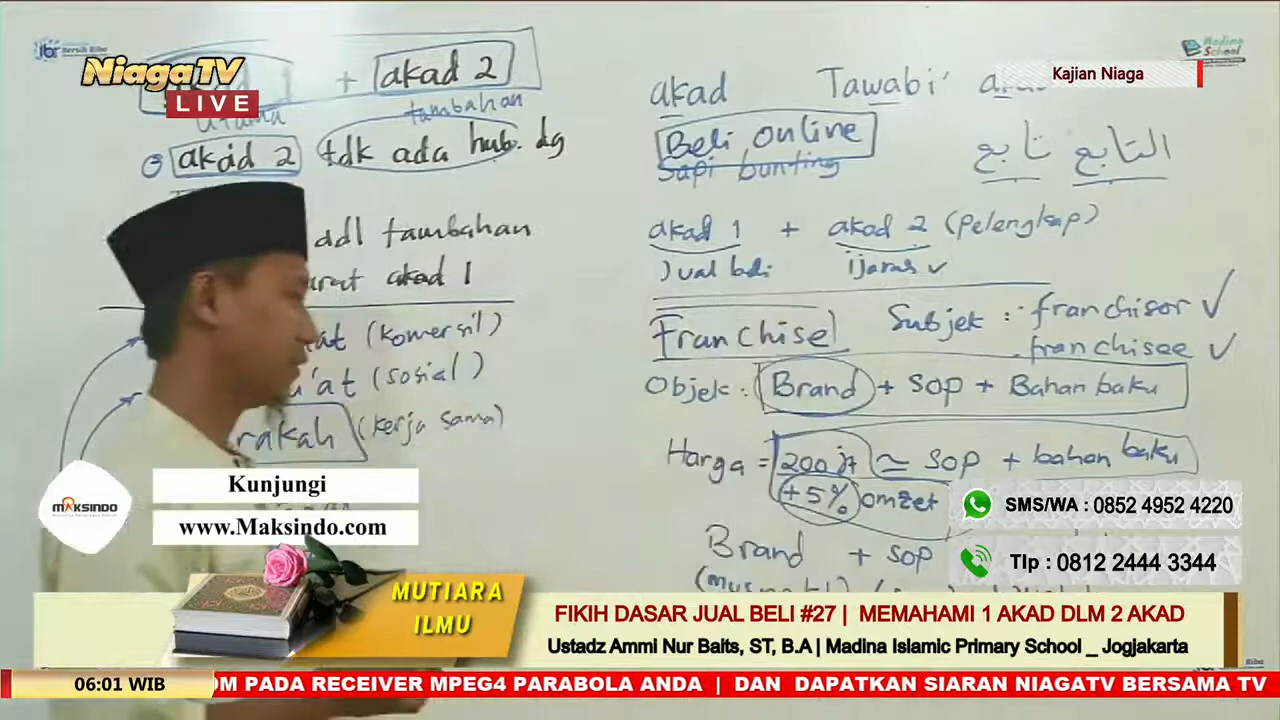 NiagaTV
LIVE
Kajian Niaga
+ akad 2
utama tambahan
akad 2 tdk ada hub. dg
ddl tambahan
akad 1
(komersil)
(sosial)
(kerja sama)
akad Tawabi'
Beli online
Sapi bunting
تابع التابع
akad 1 + akad 2 (pelengkap)
Jual beli ijarah ✓
Franchise
Subjek : franchisor ✓
franchisee ✓
Objek : Brand + SOP + Bahan baku
Harga = 200 jt ≃ SOP + bahan baku
+ 5% omzet
Brand + SOP
MAKSINDO
Kunjungi
www.Maksindo.com
SMS/WA : 0852 4952 4220
Tlp : 0812 2444 3344
MUTIARA
ILMU
FIKIH DASAR JUAL BELI #27 | MEMAHAMI 1 AKAD DLM 2 AKAD
Ustadz Ammi Nur Baits, ST, B.A | Madina Islamic Primary School _ Jogjakarta
06:01 WIB
OM PADA RECEIVER MPEG4 PARABOLA ANDA | DAN DAPATKAN SIARAN NIAGATV BERSAMA TV